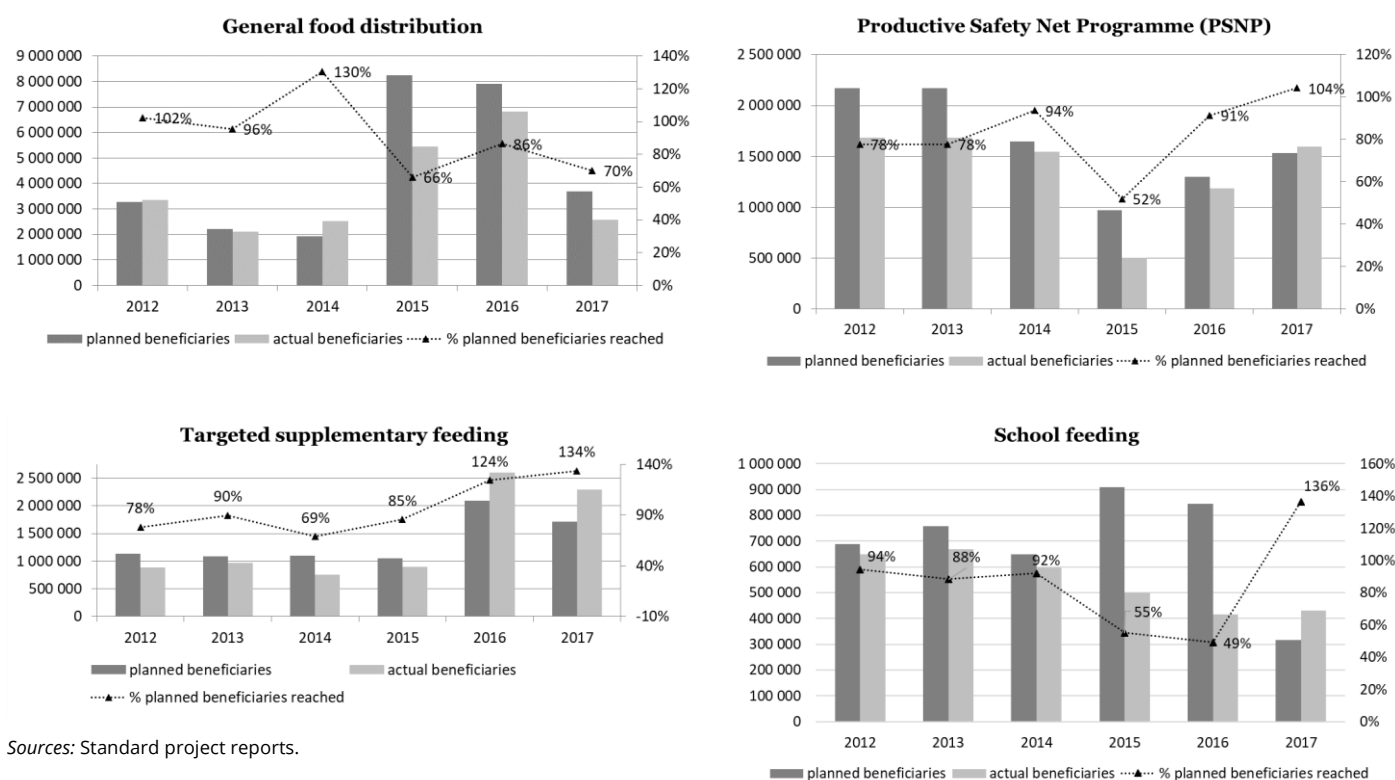 General food distribution
9 000 000
8 000 000
7 000 000
6 000 000
5 000 000
4 000 000
3 000 000
2 000 000
1 000 000
0
140%
120%
100%
80%
60%
40%
20%
0%
102%
96%
130%
66%
86%
70%
2012 2013 2014 2015 2016 2017
planned beneficiaries actual beneficiaries % planned beneficiaries reached
Productive Safety Net Programme (PSNP)
2 500 000
2 000 000
1 500 000
1 000 000
500 000
0
120%
100%
80%
60%
40%
20%
0%
78%
78%
94%
52%
91%
104%
2012 2013 2014 2015 2016 2017
planned beneficiaries actual beneficiaries % planned beneficiaries reached
Targeted supplementary feeding
2 500 000
2 000 000
1 500 000
1 000 000
500 000
0
140%
90%
40%
-10%
78%
90%
69%
85%
124%
134%
2012 2013 2014 2015 2016 2017
planned beneficiaries actual beneficiaries
% planned beneficiaries reached
School feeding
1 000 000
900 000
800 000
700 000
600 000
500 000
400 000
300 000
200 000
100 000
0
160%
140%
120%
100%
80%
60%
40%
20%
0%
94%
88%
92%
55%
49%
136%
2012 2013 2014 2015 2016 2017
planned beneficiaries actual beneficiaries % planned beneficiaries reached
Sources: Standard project reports.